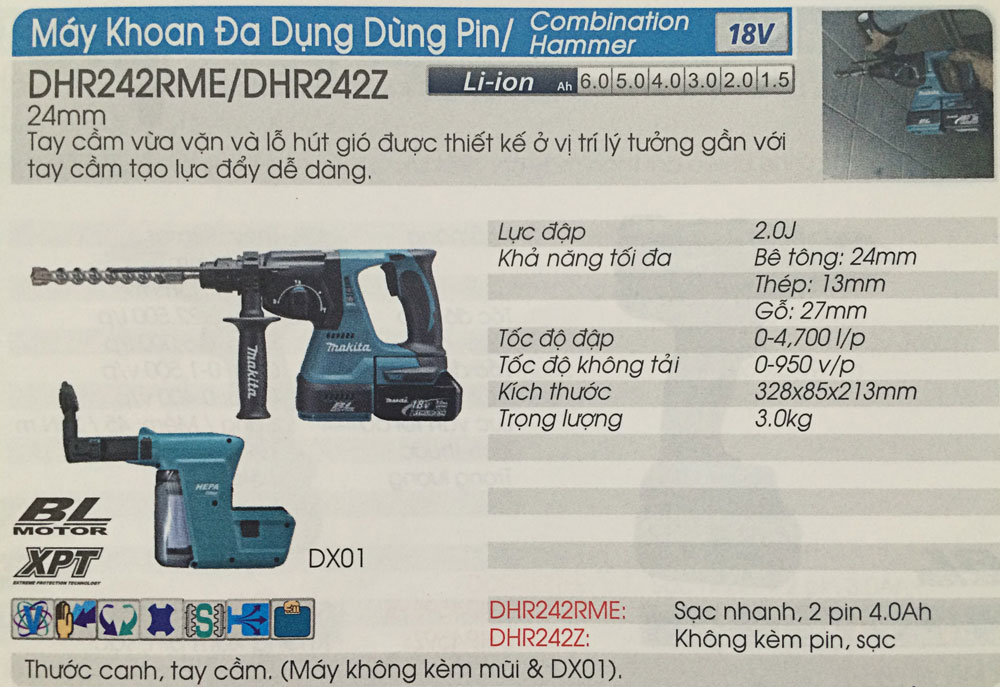 Máy Khoan Đa Dụng Dùng Pin/ Combination Hammer 18V
DHR242RME/DHR242Z
Li-ion Ah 6.0 5.0 4.0 3.0 2.0 1.5
24mm
Tay cầm vừa vặn và lỗ hút gió được thiết kế ở vị trí lý tưởng gần với
tay cầm tạo lực đẩy dễ dàng.
Lực đập 2.0J
Khả năng tối đa Bê tông: 24mm
Thép: 13mm
Gỗ: 27mm
Tốc độ đập 0-4,700 l/p
Tốc độ không tải 0-950 v/p
Kích thước 328x85x213mm
Trọng lượng 3.0kg
makita
makita
makita
BL
18V
HEPA
DX01
BL
MOTOR
XPT
EXTREME PROTECTION TECHNOLOGY
V
S
DHR242RME: Sạc nhanh, 2 pin 4.0Ah
DHR242Z: Không kèm pin, sạc
Thước canh, tay cầm. (Máy không kèm mũi & DX01).